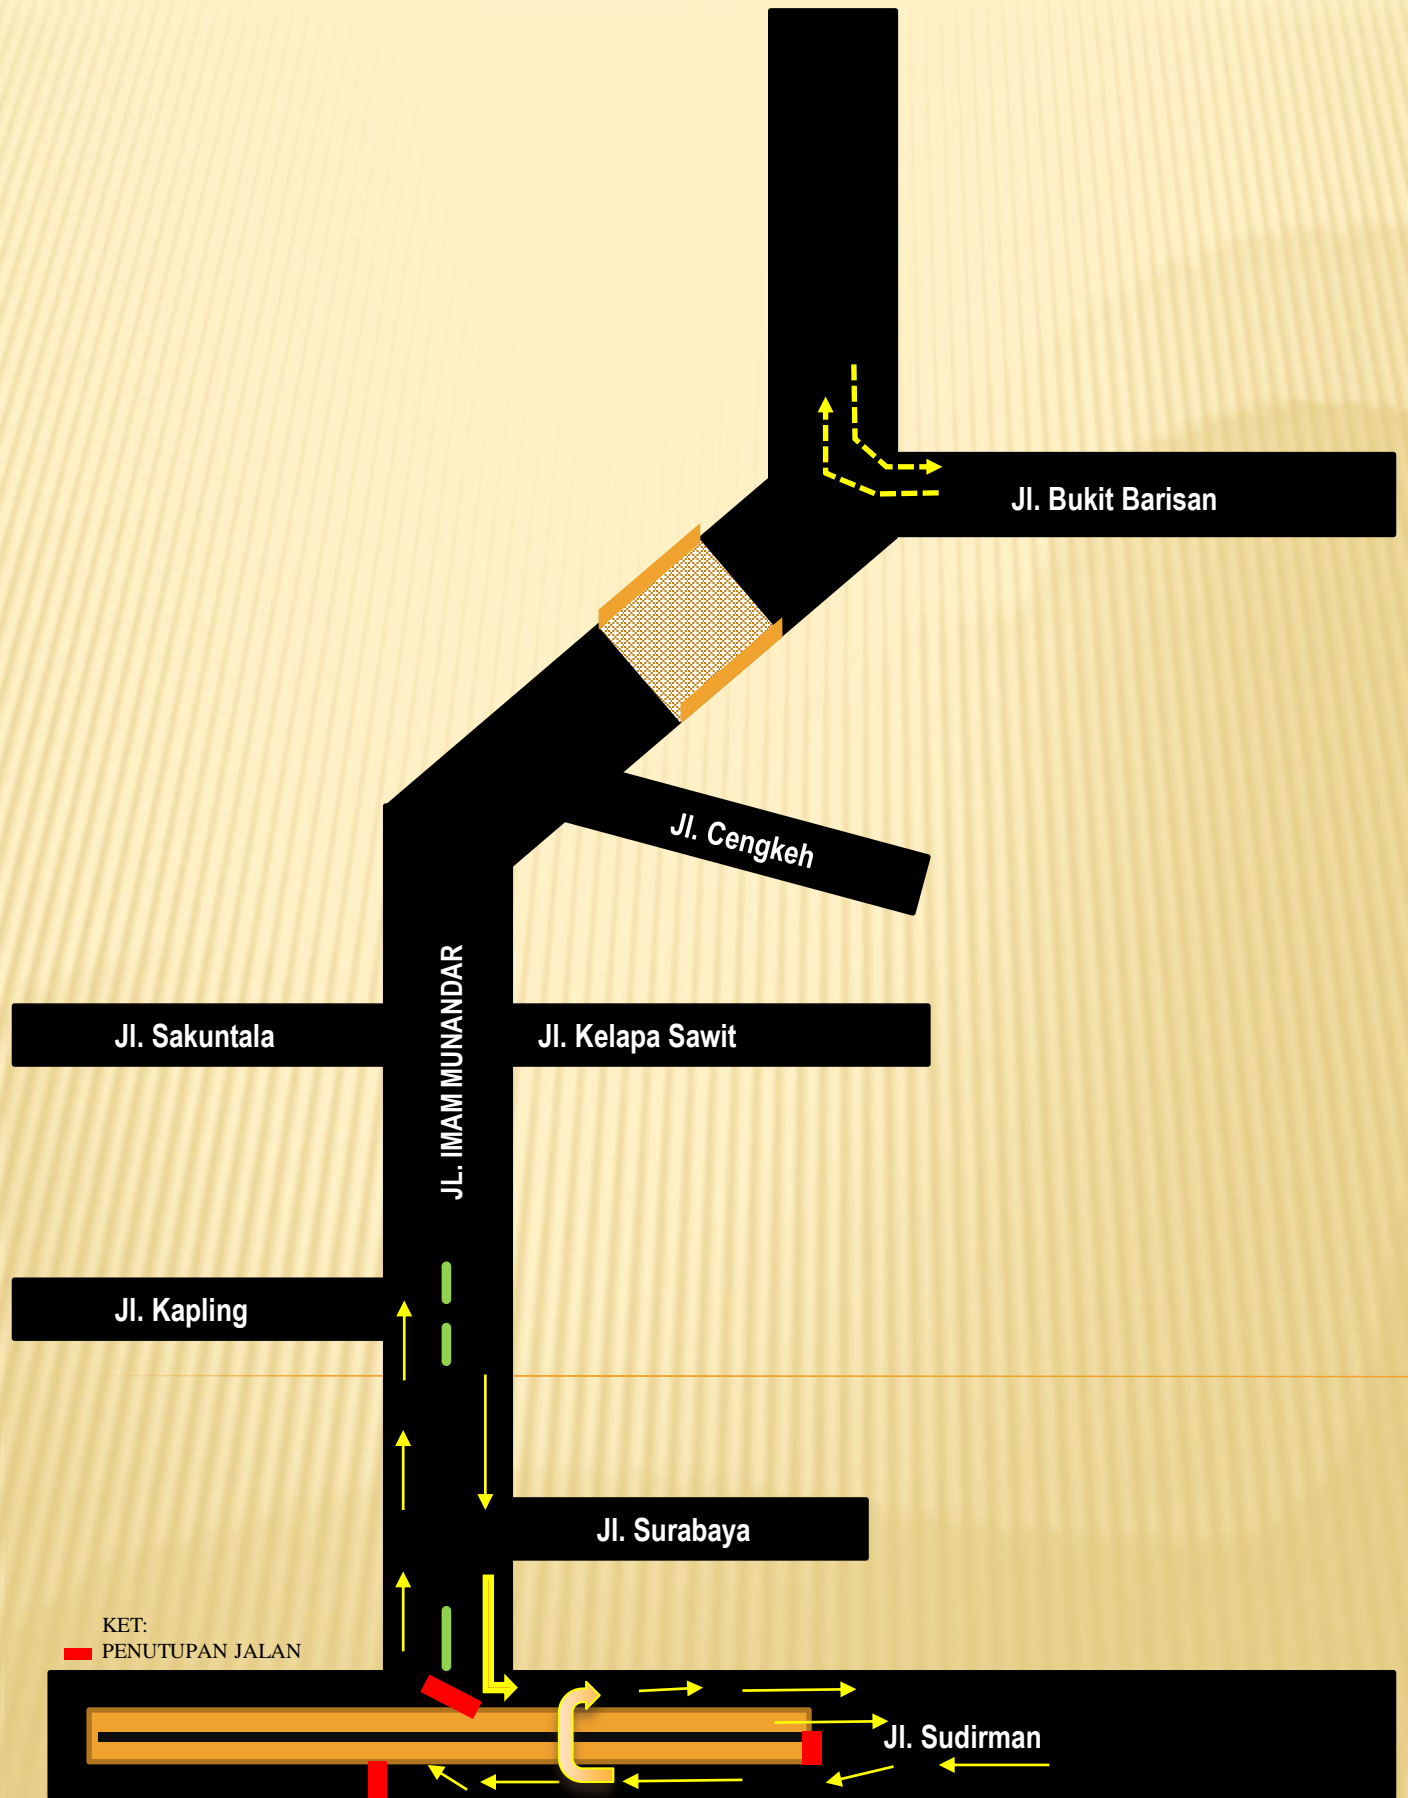 Jl. Bukit Barisan
Jl. Cengkeh
JL. IMAM MUNANDAR
Jl. Sakuntala
Jl. Kelapa Sawit
Jl. Kapling
Jl. Surabaya
KET:
PENUTUPAN JALAN
Jl. Sudirman